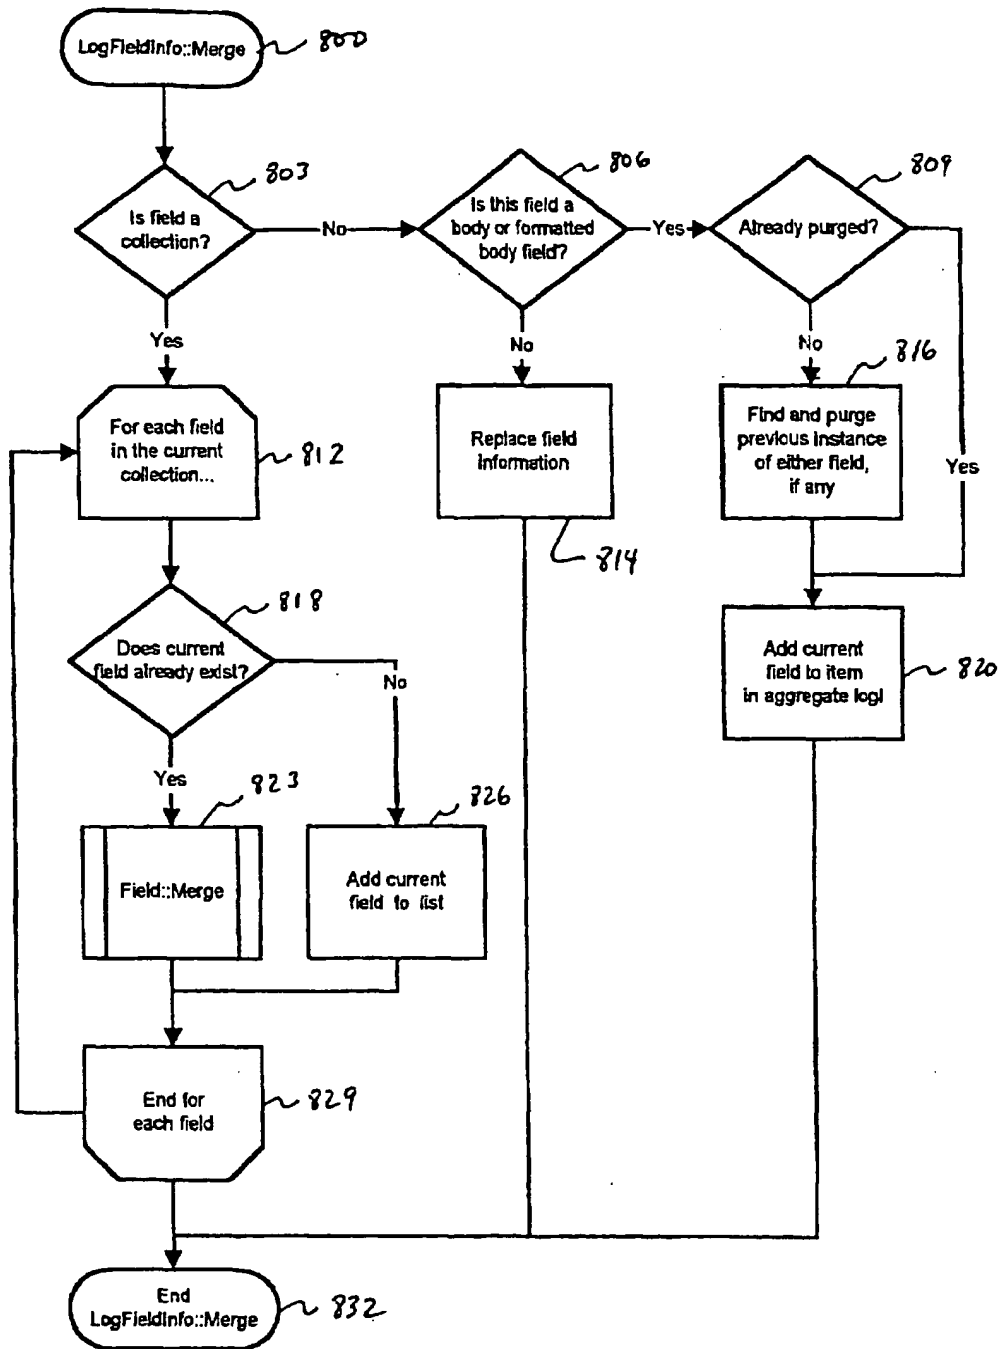 LogFieldInfo::Merge
800
803
Is field a
collection?
No
806
Is this field a
body or formatted
body field?
Yes
809
Already purged?
Yes
No
No
816
For each field
in the current
collection...
812
Replace field
information
814
Find and purge
previous instance
of either field,
if any
Yes
818
Does current
field already exist?
No
Add current
field to item
in aggregate logl
820
Yes
823
826
Field::Merge
Add current
field to list
End for
each field
829
End
LogFieldInfo::Merge
832